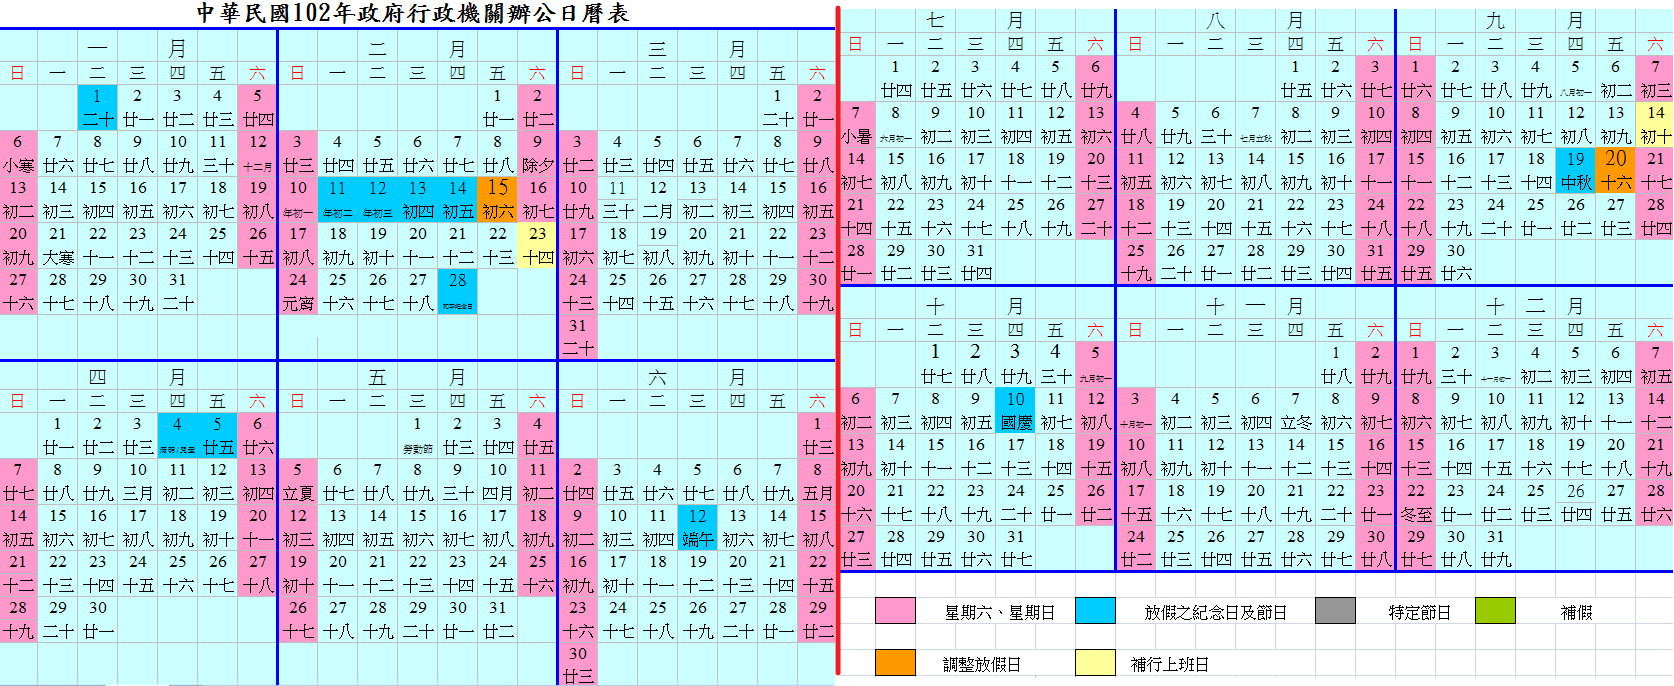 中華民國102年政府行政機關辦公日曆表
一 月
日 一 二 三 四 五 六
1 2 3 4 5
二十 廿一 廿二 廿三 廿四
6 7 8 9 10 11 12
小寒 廿六 廿七 廿八 廿九 三十 十二月
13 14 15 16 17 18 19
初二 初三 初四 初五 初六 初七 初八
20 21 22 23 24 25 26
初九 大寒 十一 十二 十三 十四 十五
27 28 29 30 31
十六 十七 十八 十九 二十
二 月
日 一 二 三 四 五 六
1 2
廿一 廿二
3 4 5 6 7 8 9
廿三 廿四 廿五 廿六 廿七 廿八 除夕
10 11 12 13 14 15 16
年初一 年初二 年初三 初四 初五 初六 初七
17 18 19 20 21 22 23
初八 初九 初十 十一 十二 十三 十四
24 25 26 27 28
元宵 十六 十七 十八
三 月
日 一 二 三 四 五 六
1 2
二十 廿一
3 4 5 6 7 8 9
廿二 廿三 廿四 廿五 廿六 廿七 廿八
10 11 12 13 14 15 16
廿九 三十 二月 初二 初三 初四 初五
17 18 19 20 21 22 23
初六 初七 初八 初九 初十 十一 十二
24 25 26 27 28 29 30
十三 十四 十五 十六 十七 十八 十九
31
二十
四 月
日 一 二 三 四 五 六
1 2 3 4 5 6
廿一 廿二 廿三 清明/兒童 廿五 廿六
7 8 9 10 11 12 13
廿七 廿八 廿九 三月 初二 初三 初四
14 15 16 17 18 19 20
初五 初六 初七 初八 初九 初十 十一
21 22 23 24 25 26 27
十二 十三 十四 十五 十六 十七 十八
28 29 30
十九 二十 廿一
五 月
日 一 二 三 四 五 六
1 2 3 4
勞動節 廿三 廿四 廿五
5 6 7 8 9 10 11
立夏 廿七 廿八 廿九 三十 四月 初二
12 13 14 15 16 17 18
初三 初四 初五 初六 初七 初八 初九
19 20 21 22 23 24 25
初十 十一 十二 十三 十四 十五 十六
26 27 28 29 30 31
十七 十八 十九 二十 廿一 廿二
六 月
日 一 二 三 四 五 六
1
廿三
2 3 4 5 6 7 8
廿四 廿五 廿六 廿七 廿八 廿九 五月
9 10 11 12 13 14 15
初二 初三 初四 端午 初六 初七 初八
16 17 18 19 20 21 22
初九 初十 十一 十二 十三 十四 十五
23 24 25 26 27 28 29
十六 十七 十八 十九 二十 廿一 廿二
30
廿三
七 月
日 一 二 三 四 五 六
1 2 3 4 5 6
廿四 廿五 廿六 廿七 廿八 廿九
7 8 9 10 11 12 13
小暑 六月初一 初二 初三 初四 初五 初六
14 15 16 17 18 19 20
初七 初八 初九 初十 十一 十二 十三
21 22 23 24 25 26 27
十四 十五 十六 十七 十八 十九 二十
28 29 30 31
廿一 廿二 廿三 廿四
八 月
日 一 二 三 四 五 六
1 2 3
廿五 廿六 廿七
4 5 6 7 8 9 10
廿八 廿九 三十 七月立秋 初二 初三 初四
11 12 13 14 15 16 17
初五 初六 初七 初八 初九 初十 十一
18 19 20 21 22 23 24
十二 十三 十四 十五 十六 十七 十八
25 26 27 28 29 30 31
十九 二十 廿一 廿二 廿三 廿四 廿五
九 月
日 一 二 三 四 五 六
1 2 3 4 5 6 7
廿六 廿七 廿八 廿九 八月初一 初二 初三
8 9 10 11 12 13 14
初四 初五 初六 初七 初八 初九 初十
15 16 17 18 19 20 21
十一 十二 十三 十四 中秋 十六 十七
22 23 24 25 26 27 28
十八 十九 二十 廿一 廿二 廿三 廿四
29 30
廿五 廿六
十 月
日 一 二 三 四 五 六
1 2 3 4 5
廿七 廿八 廿九 三十 九月初一
6 7 8 9 10 11 12
初二 初三 初四 初五 國慶 初七 初八
13 14 15 16 17 18 19
初九 初十 十一 十二 十三 十四 十五
20 21 22 23 24 25 26
十六 十七 十八 十九 二十 廿一 廿二
27 28 29 30 31
廿三 廿四 廿五 廿六 廿七
十 一 月
日 一 二 三 四 五 六
1 2
廿八 廿九
3 4 5 6 7 8 9
十月初一 初二 初三 初四 立冬 初六 初七
10 11 12 13 14 15 16
初八 初九 初十 十一 十二 十三 十四
17 18 19 20 21 22 23
十五 十六 十七 十八 十九 二十 廿一
24 25 26 27 28 29 30
廿二 廿三 廿四 廿五 廿六 廿七 廿八
十 二 月
日 一 二 三 四 五 六
1 2 3 4 5 6 7
廿九 三十 十一月初一 初二 初三 初四 初五
8 9 10 11 12 13 14
初六 初七 初八 初九 初十 十一 十二
15 16 17 18 19 20 21
十三 十四 十五 十六 十七 十八 十九
22 23 24 25 26 27 28
冬至 廿一 廿二 廿三 廿四 廿五 廿六
29 30 31
廿七 廿八 廿九
星期六、星期日 放假之紀念日及節日 特定節日 補假
調整放假日 補行上班日